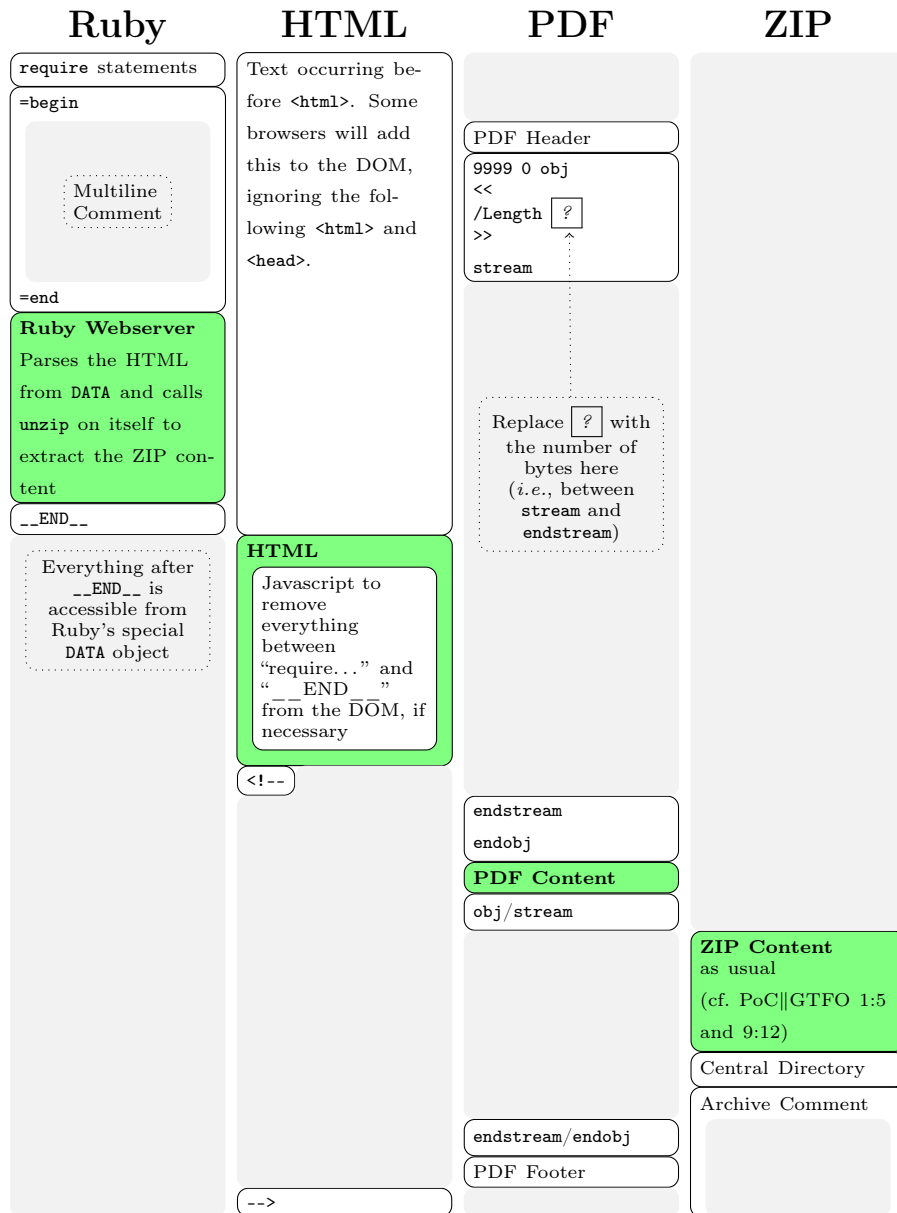 Ruby
HTML
PDF
ZIP
require statements
=begin
Multiline
Comment
=end
Ruby Webserver
Parses the HTML
from DATA and calls
unzip on itself to
extract the ZIP con-
tent
__END__
Everything after
__END__ is
accessible from
Ruby's special
DATA object
Text occurring be-
fore <html>. Some
browsers will add
this to the DOM,
ignoring the fol-
lowing <html> and
<head>.
HTML
Javascript to
remove
everything
between
“require...” and
“__END__”
from the DOM, if
necessary
<!--
-->
PDF Header
9999 0 obj
<<
/Length ?
>>
stream
Replace ? with
the number of
bytes here
(i.e., between
stream and
endstream)
endstream
endobj
PDF Content
obj/stream
endstream/endobj
PDF Footer
ZIP Content
as usual
(cf. PoC‖GTFO 1:5
and 9:12)
Central Directory
Archive Comment